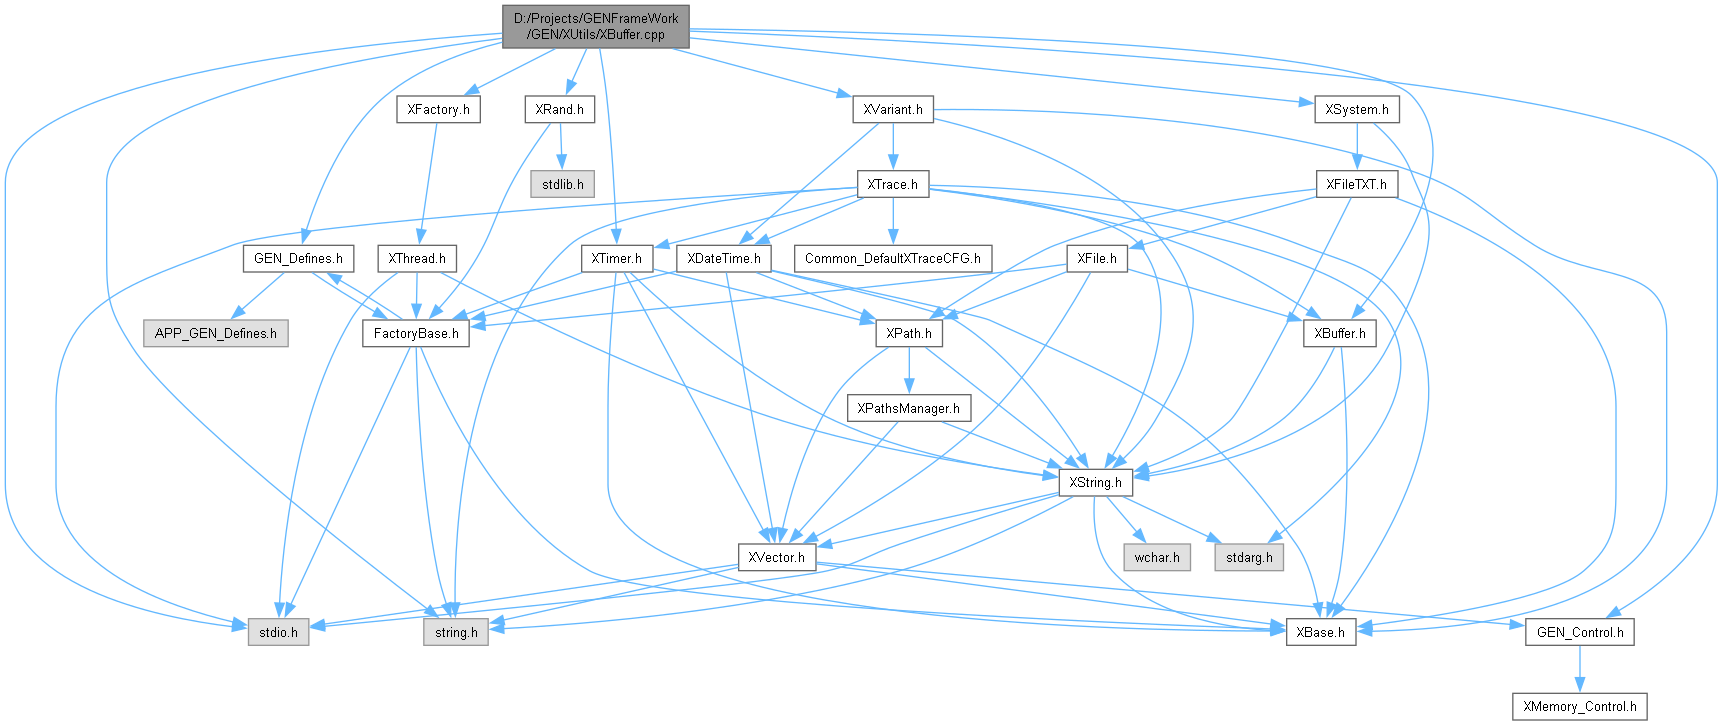 D:/Projects/GENFrameWork
/GEN/XUtils/XBuffer.cpp
XFactory.h
XRand.h
XVariant.h
XSystem.h
stdlib.h
XTrace.h
XFileTXT.h
GEN_Defines.h
XThread.h
XTimer.h
XDateTime.h
Common_DefaultXTraceCFG.h
XFile.h
APP_GEN_Defines.h
FactoryBase.h
XPath.h
XBuffer.h
XPathsManager.h
XString.h
XVector.h
wchar.h
stdarg.h
stdio.h
string.h
XBase.h
GEN_Control.h
XMemory_Control.h